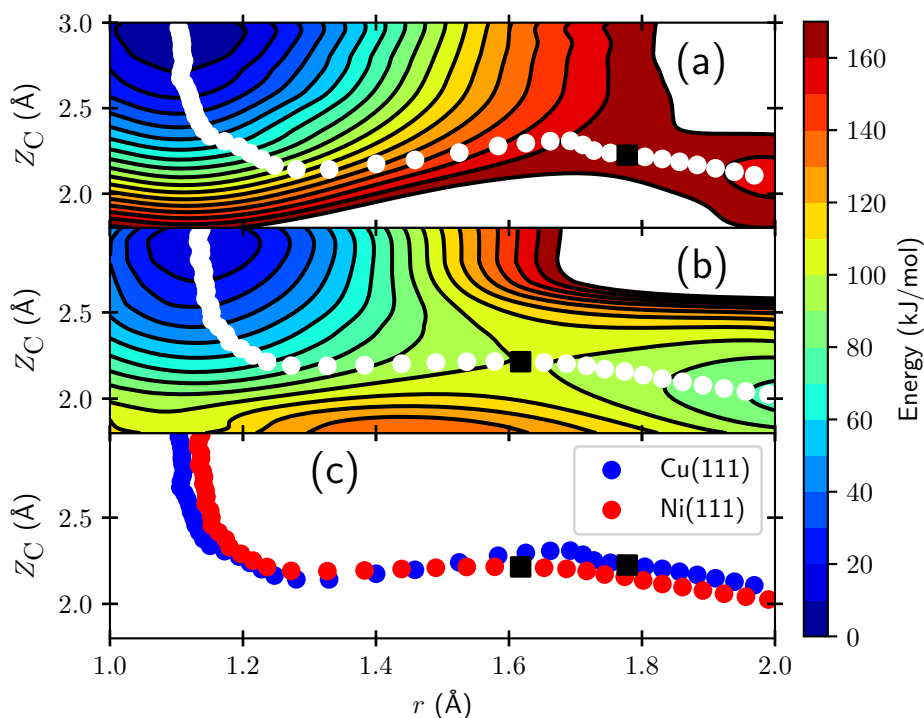 3.0
2.5
2.0
Z_C (Å)
(a)
2.5
2.0
Z_C (Å)
(b)
2.5
2.0
Z_C (Å)
(c)
Cu(111)
Ni(111)
1.0 1.2 1.4 1.6 1.8 2.0
r (Å)
160
140
120
100
80
60
40
20
0
Energy (kJ/mol)